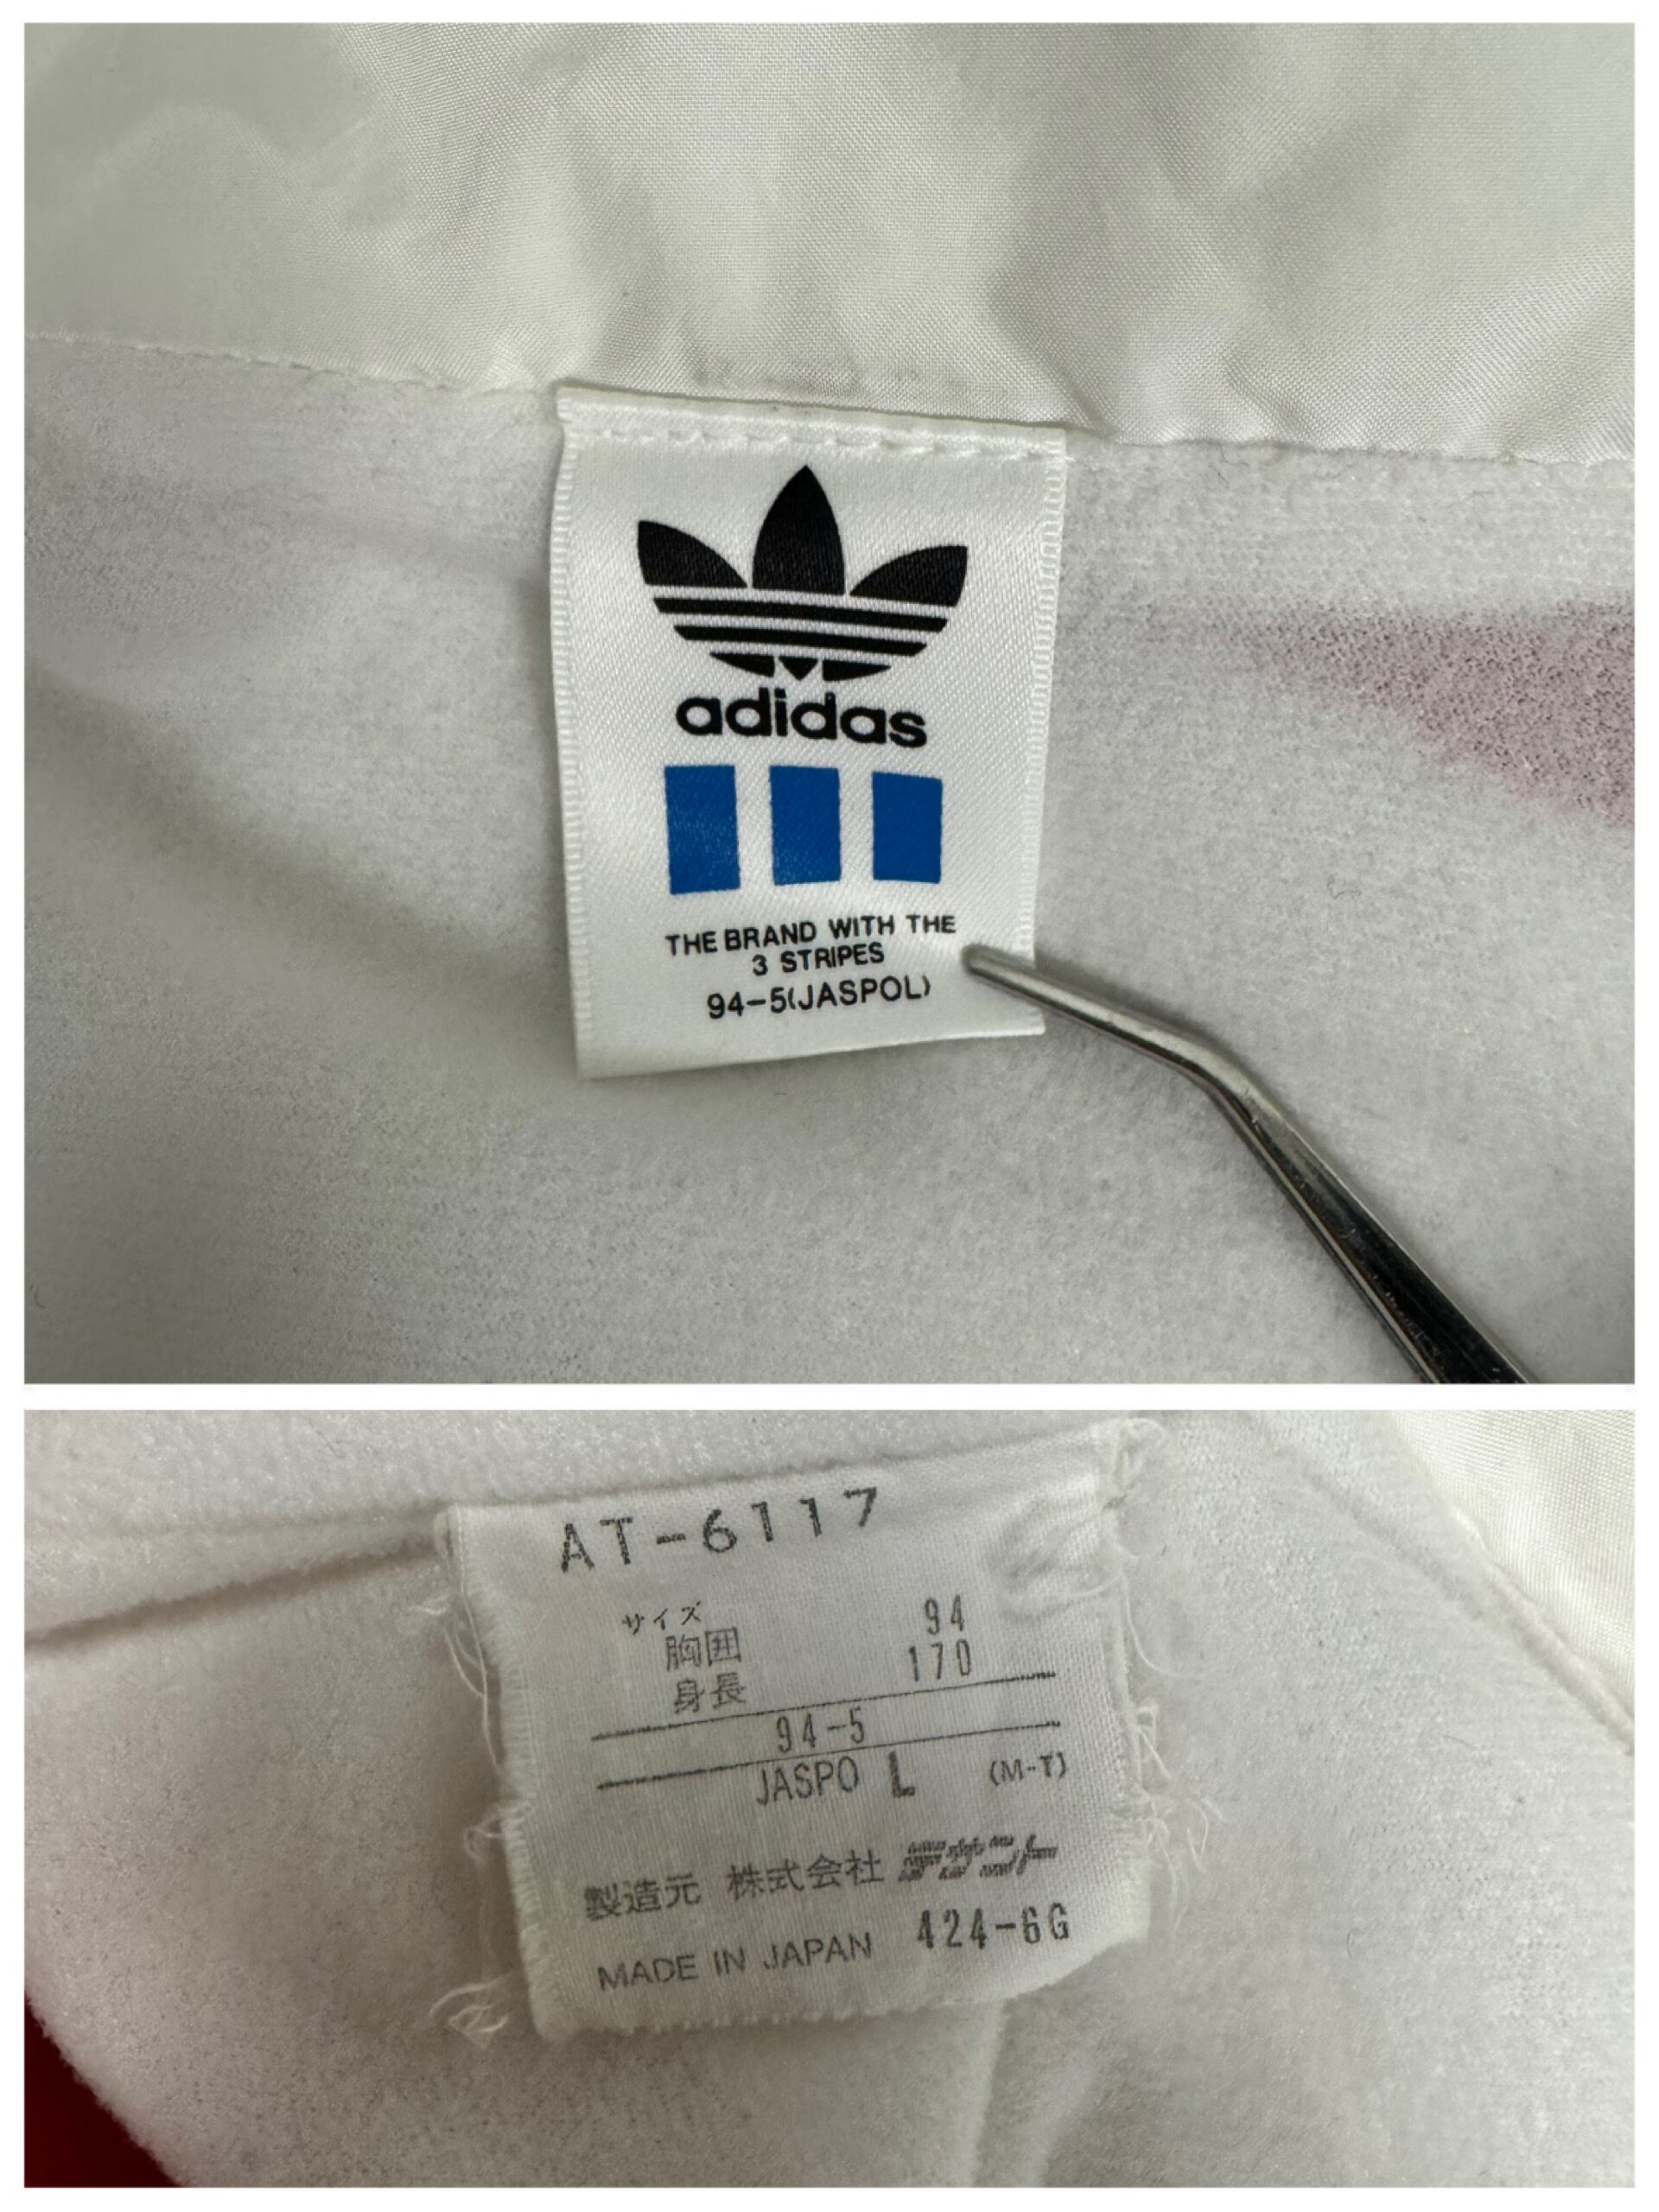 adidas
THE BRAND WITH THE
3 STRIPES
94-5(JASPOL)
AT-6117
サイズ
胸囲 94
身長 170
94-5
JASPO L (M-T)
製造元 株式会社 デサント
MADE IN JAPAN 424-6G